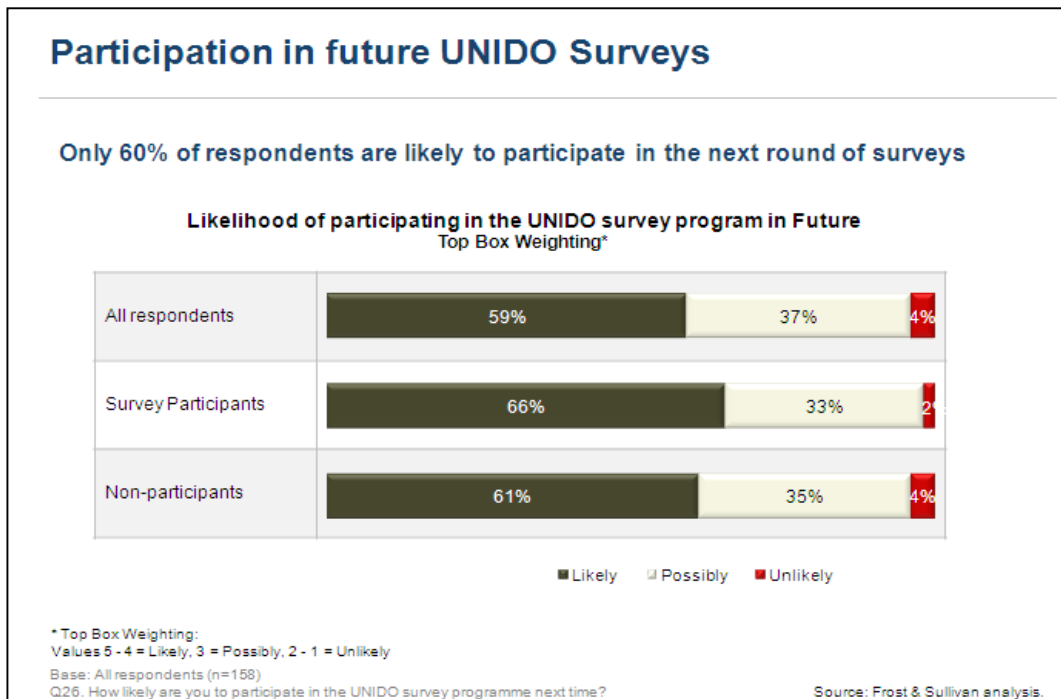 Participation in future UNIDO Surveys
Only 60% of respondents are likely to participate in the next round of surveys
Likelihood of participating in the UNIDO survey program in Future
Top Box Weighting*
All respondents 59% 37% 4%
Survey Participants 66% 33% 2%
Non-participants 61% 35% 4%
Likely Possibly Unlikely
* Top Box Weighting:
Values 5 - 4 = Likely, 3 = Possibly, 2 - 1 = Unlikely
Base: All respondents (n=158)
Q26. How likely are you to participate in the UNIDO survey programme next time? Source: Frost & Sullivan analysis.